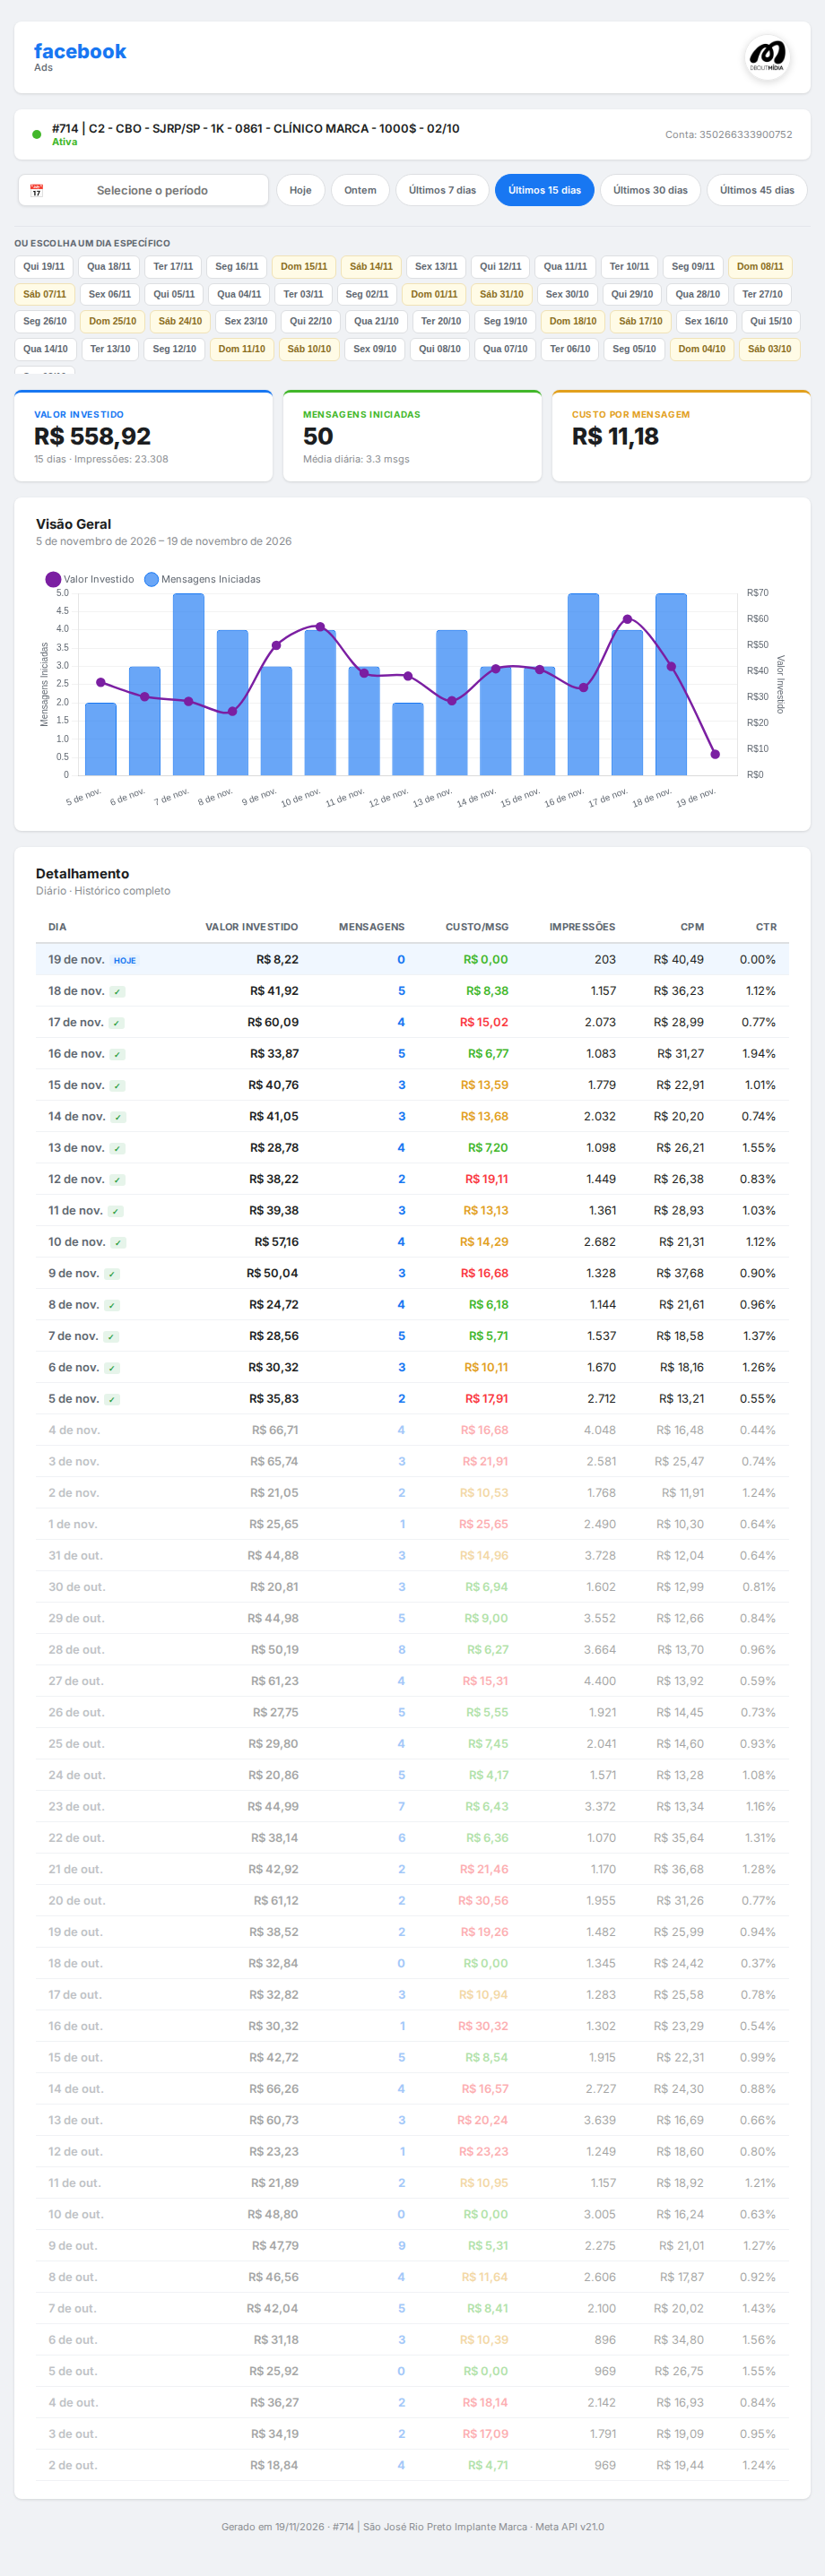 facebook
Ads
ABOUTMÍDIA
#714 | C2 - CBO - SJRP/SP - 1K - 0861 - CLÍNICO MARCA - 1000$ - 02/10
Ativa
Conta: 350266333900752
📅 Selecione o período Hoje Ontem Últimos 7 dias Últimos 15 dias Últimos 30 dias Últimos 45 dias
OU ESCOLHA UM DIA ESPECÍFICO
Qui 19/11 Qua 18/11 Ter 17/11 Seg 16/11 Dom 15/11 Sáb 14/11 Sex 13/11 Qui 12/11 Qua 11/11 Ter 10/11 Seg 09/11 Dom 08/11
Sáb 07/11 Sex 06/11 Qui 05/11 Qua 04/11 Ter 03/11 Seg 02/11 Dom 01/11 Sáb 31/10 Sex 30/10 Qui 29/10 Qua 28/10 Ter 27/10
Seg 26/10 Dom 25/10 Sáb 24/10 Sex 23/10 Qui 22/10 Qua 21/10 Ter 20/10 Seg 19/10 Dom 18/10 Sáb 17/10 Sex 16/10 Qui 15/10
Qua 14/10 Ter 13/10 Seg 12/10 Dom 11/10 Sáb 10/10 Sex 09/10 Qui 08/10 Qua 07/10 Ter 06/10 Seg 05/10 Dom 04/10 Sáb 03/10
VALOR INVESTIDO
R$ 558,92
15 dias · Impressões: 23.308
MENSAGENS INICIADAS
50
Média diária: 3.3 msgs
CUSTO POR MENSAGEM
R$ 11,18
Visão Geral
5 de novembro de 2026 – 19 de novembro de 2026
Valor Investido Mensagens Iniciadas
Mensagens Iniciadas
5.0
4.5
4.0
3.5
3.0
2.5
2.0
1.5
1.0
0.5
0
R$70
R$60
R$50
R$40
R$30
R$20
R$10
R$0
Valor Investido
5 de nov. 6 de nov. 7 de nov. 8 de nov. 9 de nov. 10 de nov. 11 de nov. 12 de nov. 13 de nov. 14 de nov. 15 de nov. 16 de nov. 17 de nov. 18 de nov. 19 de nov.
Detalhamento
Diário · Histórico completo
DIA VALOR INVESTIDO MENSAGENS CUSTO/MSG IMPRESSÕES CPM CTR
19 de nov. HOJE R$ 8,22 0 R$ 0,00 203 R$ 40,49 0.00%
18 de nov. ✓ R$ 41,92 5 R$ 8,38 1.157 R$ 36,23 1.12%
17 de nov. ✓ R$ 60,09 4 R$ 15,02 2.073 R$ 28,99 0.77%
16 de nov. ✓ R$ 33,87 5 R$ 6,77 1.083 R$ 31,27 1.94%
15 de nov. ✓ R$ 40,76 3 R$ 13,59 1.779 R$ 22,91 1.01%
14 de nov. ✓ R$ 41,05 3 R$ 13,68 2.032 R$ 20,20 0.74%
13 de nov. ✓ R$ 28,78 4 R$ 7,20 1.098 R$ 26,21 1.55%
12 de nov. ✓ R$ 38,22 2 R$ 19,11 1.449 R$ 26,38 0.83%
11 de nov. ✓ R$ 39,38 3 R$ 13,13 1.361 R$ 28,93 1.03%
10 de nov. ✓ R$ 57,16 4 R$ 14,29 2.682 R$ 21,31 1.12%
9 de nov. ✓ R$ 50,04 3 R$ 16,68 1.328 R$ 37,68 0.90%
8 de nov. ✓ R$ 24,72 4 R$ 6,18 1.144 R$ 21,61 0.96%
7 de nov. ✓ R$ 28,56 5 R$ 5,71 1.537 R$ 18,58 1.37%
6 de nov. ✓ R$ 30,32 3 R$ 10,11 1.670 R$ 18,16 1.26%
5 de nov. ✓ R$ 35,83 2 R$ 17,91 2.712 R$ 13,21 0.55%
4 de nov. R$ 66,71 4 R$ 16,68 4.048 R$ 16,48 0.44%
3 de nov. R$ 65,74 3 R$ 21,91 2.581 R$ 25,47 0.74%
2 de nov. R$ 21,05 2 R$ 10,53 1.768 R$ 11,91 1.24%
1 de nov. R$ 25,65 1 R$ 25,65 2.490 R$ 10,30 0.64%
31 de out. R$ 44,88 3 R$ 14,96 3.728 R$ 12,04 0.64%
30 de out. R$ 20,81 3 R$ 6,94 1.602 R$ 12,99 0.81%
29 de out. R$ 44,98 5 R$ 9,00 3.552 R$ 12,66 0.84%
28 de out. R$ 50,19 8 R$ 6,27 3.664 R$ 13,70 0.96%
27 de out. R$ 61,23 4 R$ 15,31 4.400 R$ 13,92 0.59%
26 de out. R$ 27,75 5 R$ 5,55 1.921 R$ 14,45 0.73%
25 de out. R$ 29,80 4 R$ 7,45 2.041 R$ 14,60 0.93%
24 de out. R$ 20,86 5 R$ 4,17 1.571 R$ 13,28 1.08%
23 de out. R$ 44,99 7 R$ 6,43 3.372 R$ 13,34 1.16%
22 de out. R$ 38,14 6 R$ 6,36 1.070 R$ 35,64 1.31%
21 de out. R$ 42,92 2 R$ 21,46 1.170 R$ 36,68 1.28%
20 de out. R$ 61,12 2 R$ 30,56 1.955 R$ 31,26 0.77%
19 de out. R$ 38,52 2 R$ 19,26 1.482 R$ 25,99 0.94%
18 de out. R$ 32,84 0 R$ 0,00 1.345 R$ 24,42 0.37%
17 de out. R$ 32,82 3 R$ 10,94 1.283 R$ 25,58 0.78%
16 de out. R$ 30,32 1 R$ 30,32 1.302 R$ 23,29 0.54%
15 de out. R$ 42,72 5 R$ 8,54 1.915 R$ 22,31 0.99%
14 de out. R$ 66,26 4 R$ 16,57 2.727 R$ 24,30 0.88%
13 de out. R$ 60,73 3 R$ 20,24 3.639 R$ 16,69 0.66%
12 de out. R$ 23,23 1 R$ 23,23 1.249 R$ 18,60 0.80%
11 de out. R$ 21,89 2 R$ 10,95 1.157 R$ 18,92 1.21%
10 de out. R$ 48,80 0 R$ 0,00 3.005 R$ 16,24 0.63%
9 de out. R$ 47,79 9 R$ 5,31 2.275 R$ 21,01 1.27%
8 de out. R$ 46,56 4 R$ 11,64 2.606 R$ 17,87 0.92%
7 de out. R$ 42,04 5 R$ 8,41 2.100 R$ 20,02 1.43%
6 de out. R$ 31,18 3 R$ 10,39 896 R$ 34,80 1.56%
5 de out. R$ 25,92 0 R$ 0,00 969 R$ 26,75 1.55%
4 de out. R$ 36,27 2 R$ 18,14 2.142 R$ 16,93 0.84%
3 de out. R$ 34,19 2 R$ 17,09 1.791 R$ 19,09 0.95%
2 de out. R$ 18,84 4 R$ 4,71 969 R$ 19,44 1.24%
Gerado em 19/11/2026 · #714 | São José Rio Preto Implante Marca · Meta API v21.0